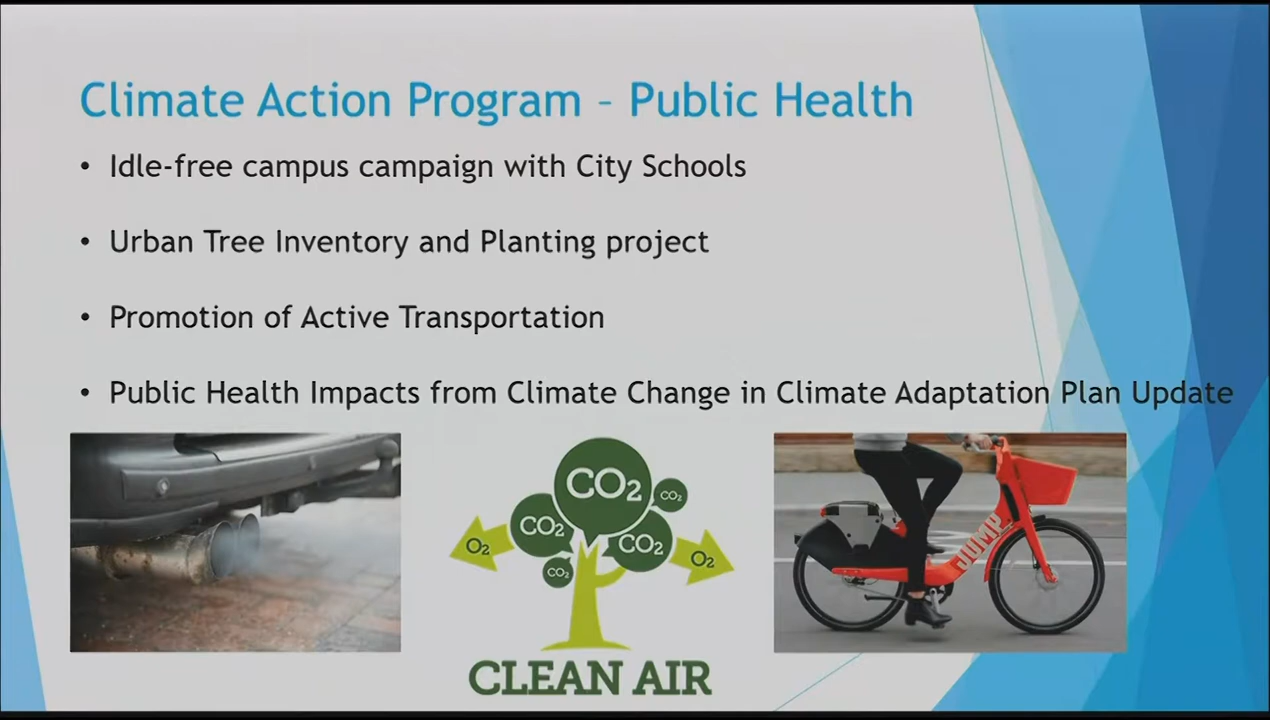 Climate Action Program – Public Health
• Idle-free campus campaign with City Schools
• Urban Tree Inventory and Planting project
• Promotion of Active Transportation
• Public Health Impacts from Climate Change in Climate Adaptation Plan Update
CO2
CO2
CO2
CO2
CO2
O2
O2
JUMP
CLEAN AIR